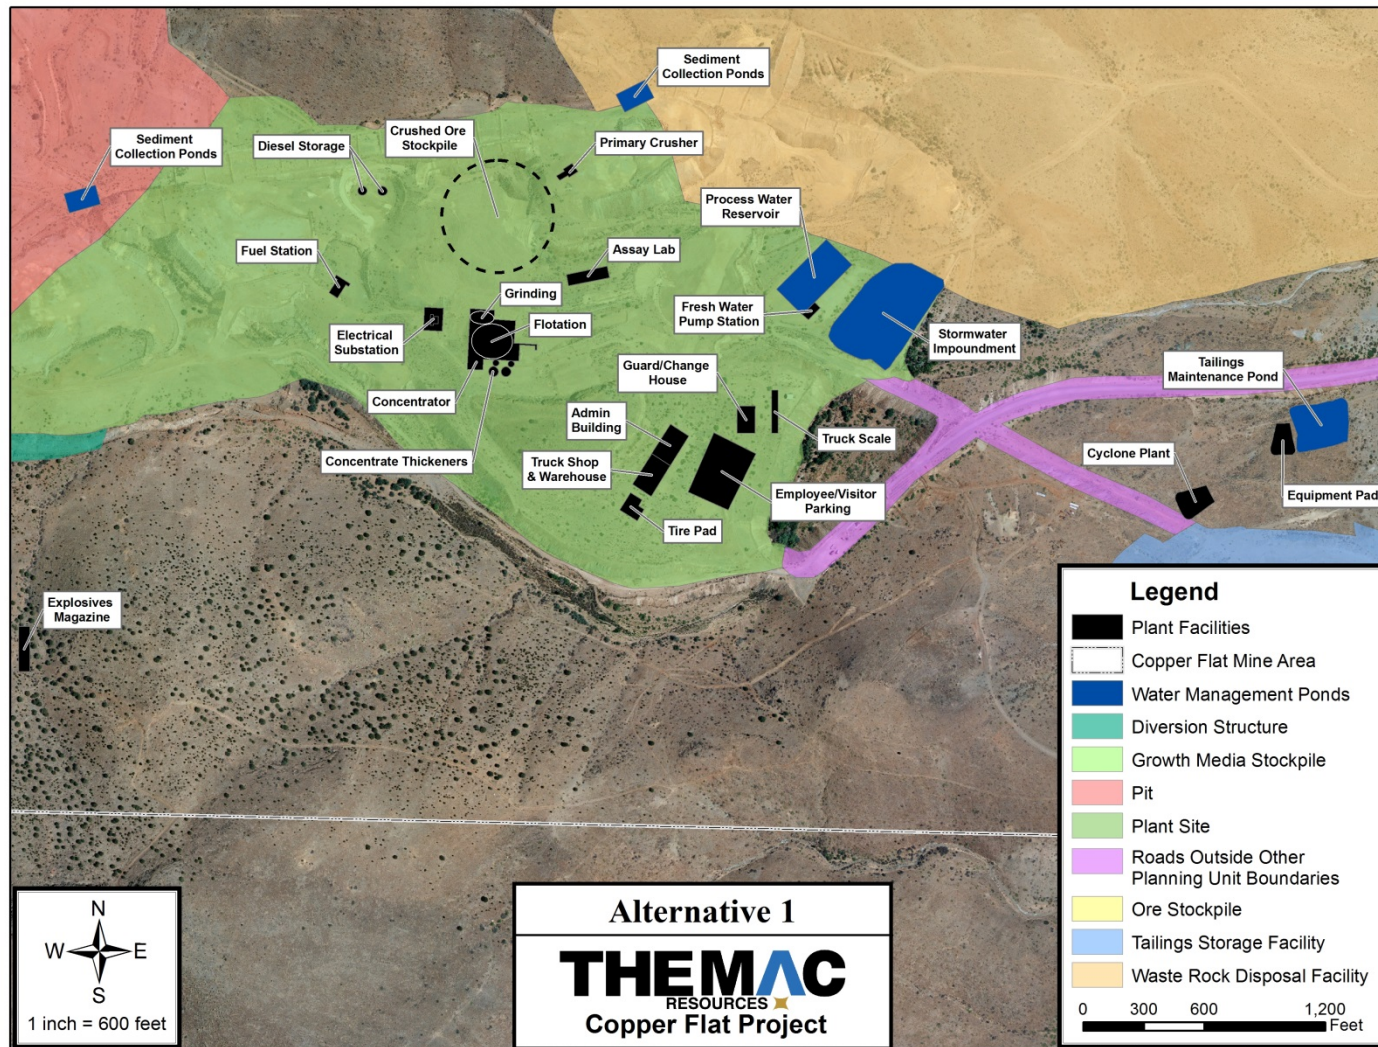 Sediment
Collection Ponds
Sediment
Collection Ponds
Diesel Storage
Crushed Ore
Stockpile
Primary Crusher
Process Water
Reservoir
Fuel Station
Assay Lab
Grinding
Fresh Water
Pump Station
Electrical
Substation
Flotation
Stormwater
Impoundment
Guard/Change
House
Tailings
Maintenance Pond
Concentrator
Admin
Building
Truck Scale
Concentrate Thickeners
Truck Shop
& Warehouse
Cyclone Plant
Employee/Visitor
Parking
Equipment Pad
Tire Pad
Explosives
Magazine
Legend
Plant Facilities
Copper Flat Mine Area
Water Management Ponds
Diversion Structure
Growth Media Stockpile
Pit
Plant Site
Roads Outside Other
Planning Unit Boundaries
Ore Stockpile
Tailings Storage Facility
Waste Rock Disposal Facility
0 300 600 1,200
Feet
N
W E
S
1 inch = 600 feet
Alternative 1
THEMAC
RESOURCES
Copper Flat Project